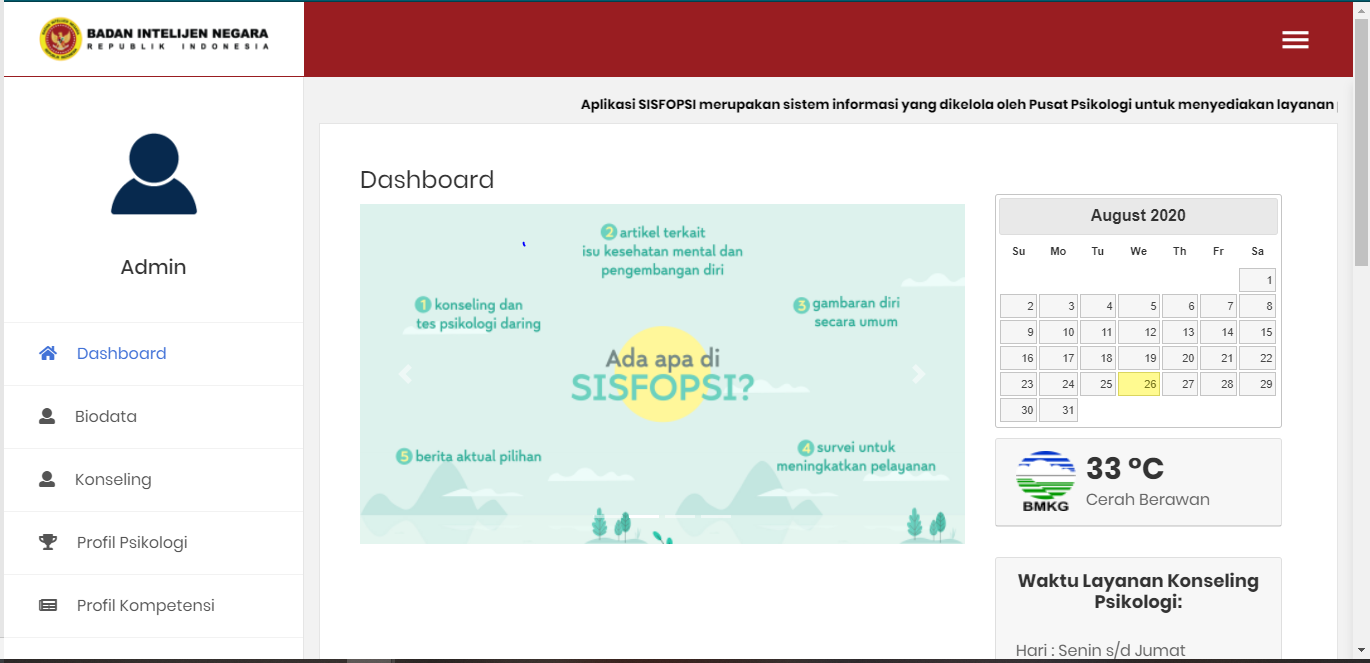 BADAN INTELIJEN NEGARA
REPUBLIK INDONESIA
Admin
Dashboard
Biodata
Konseling
Profil Psikologi
Profil Kompetensi
Aplikasi SISFOPSI merupakan sistem informasi yang dikelola oleh Pusat Psikologi untuk menyediakan layanan
Dashboard
2 artikel terkait
isu kesehatan mental dan
pengembangan diri
1 konseling dan
tes psikologi daring
3 gambaran diri
secara umum
Ada apa di
SISFOPSI?
5 berita aktual pilihan
4 survei untuk
meningkatkan pelayanan
August 2020
Su Mo Tu We Th Fr Sa
1
2 3 4 5 6 7 8
9 10 11 12 13 14 15
16 17 18 19 20 21 22
23 24 25 26 27 28 29
30 31
BMKG
33 °C
Cerah Berawan
Waktu Layanan Konseling
Psikologi:
Hari : Senin s/d Jumat